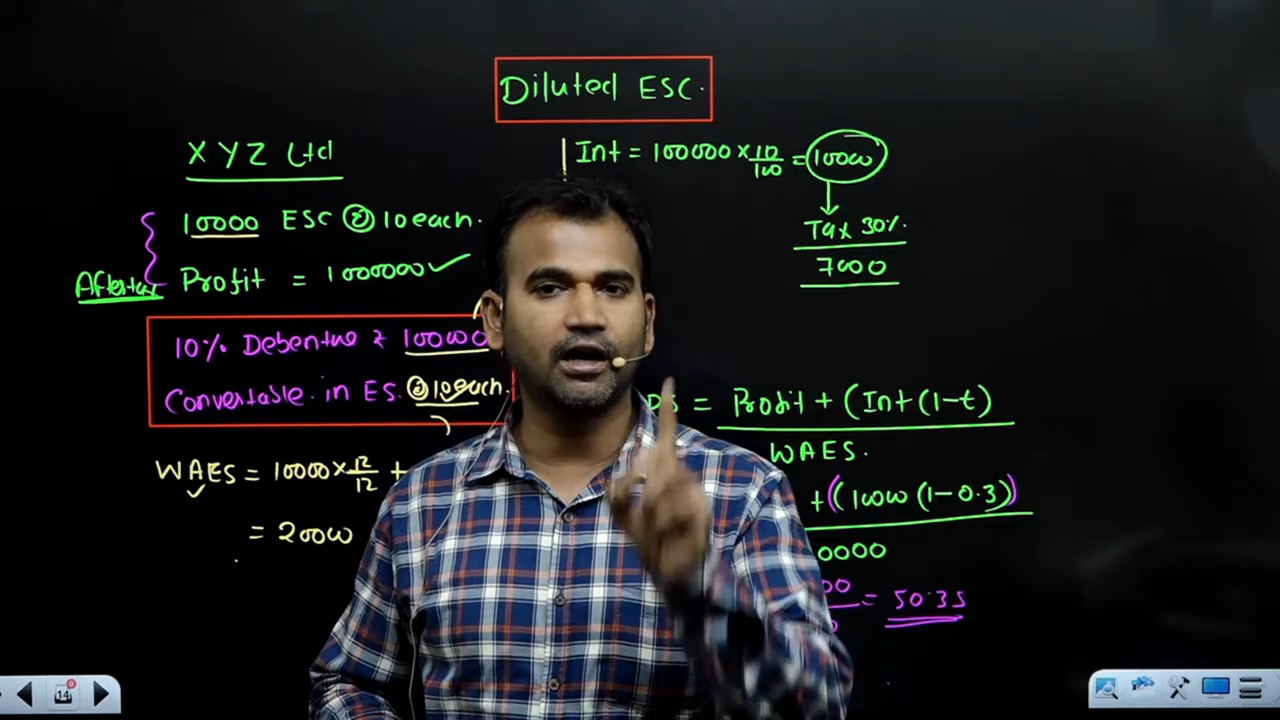 Diluted ESC.
XYZ Ltd
10000 ESC @ 10 each.
After tax Profit = 1000000 ✓
10% Debenture ₹ 100000
Convertable in ES. @ 10 each.
WAES = 10000 × 12/12 +
= 20000
Int = 100000 × 10/100 = 10000
Tax 30%
7000
= Profit + (Int (1-t)
WAES.
+ (10000 (1-0.3))
0000
= 50.35
14